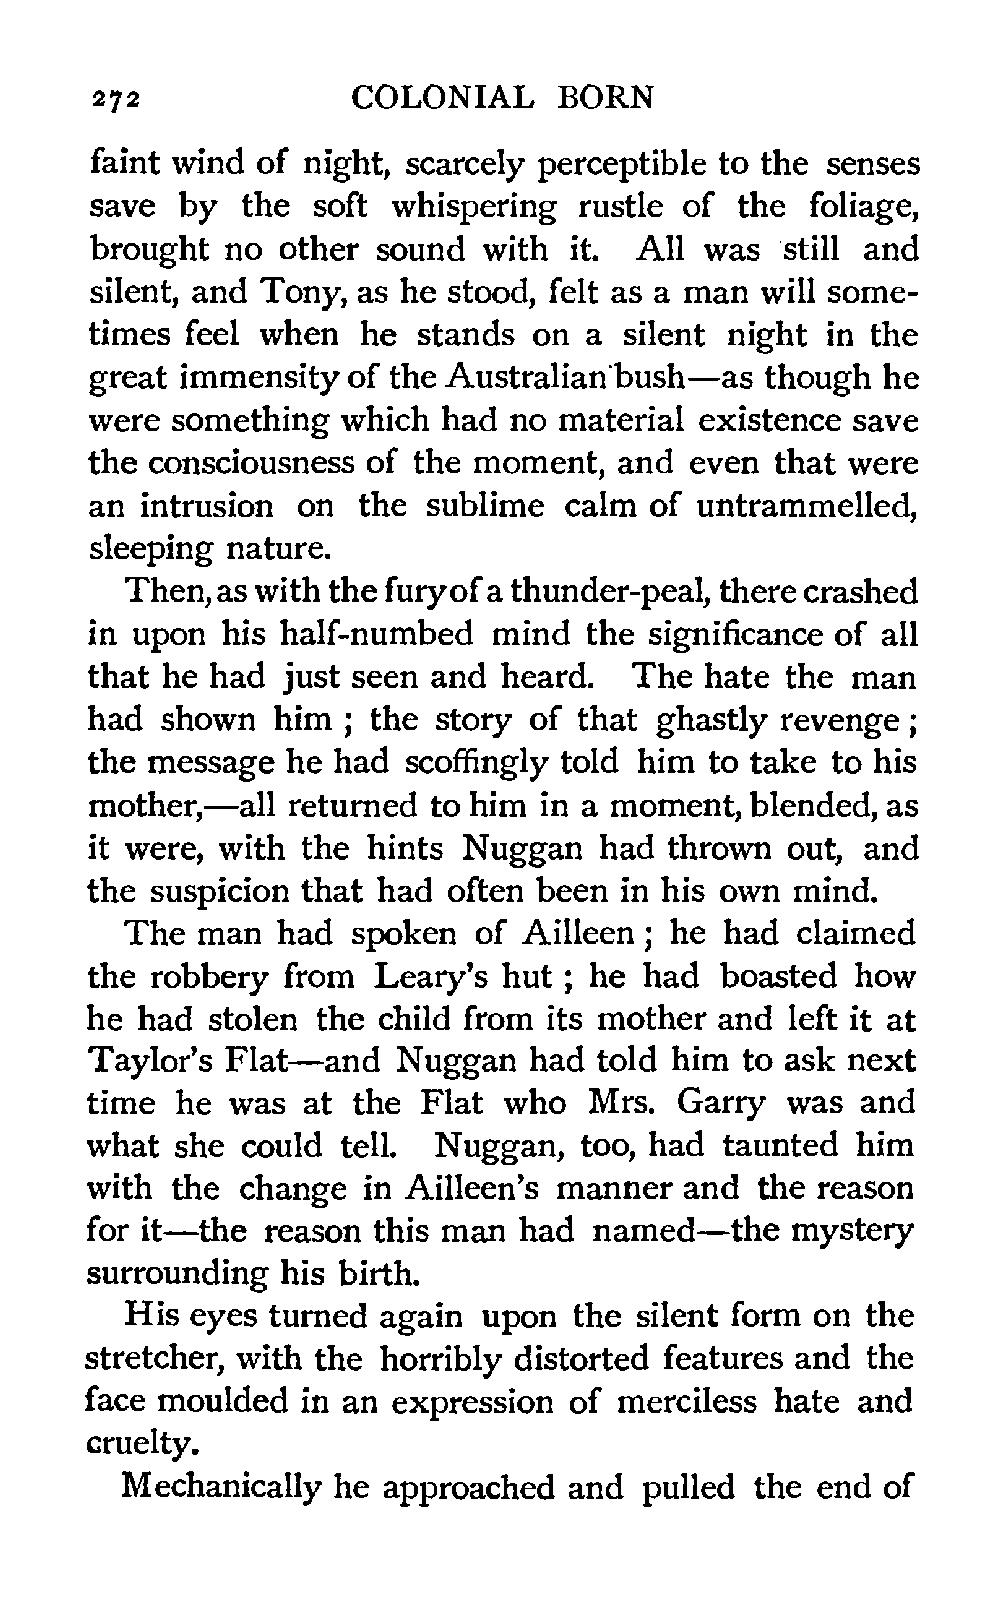 272 COLONIAL BORN
faint wind of night, scarcely perceptible to the senses
save by the soft whispering rustle of the foliage,
brought no other sound with it. All was still and
silent, and Tony, as he stood, felt as a man will some-
times feel when he stands on a silent night in the
great immensity of the Australian bush—as though he
were something which had no material existence save
the consciousness of the moment, and even that were
an intrusion on the sublime calm of untrammelled,
sleeping nature.
Then, as with the fury of a thunder-peal, there crashed
in upon his half-numbed mind the significance of all
that he had just seen and heard. The hate the man
had shown him ; the story of that ghastly revenge ;
the message he had scoffingly told him to take to his
mother,—all returned to him in a moment, blended, as
it were, with the hints Nuggan had thrown out, and
the suspicion that had often been in his own mind.
The man had spoken of Ailleen ; he had claimed
the robbery from Leary's hut ; he had boasted how
he had stolen the child from its mother and left it at
Taylor's Flat—and Nuggan had told him to ask next
time he was at the Flat who Mrs. Garry was and
what she could tell. Nuggan, too, had taunted him
with the change in Ailleen's manner and the reason
for it—the reason this man had named—the mystery
surrounding his birth.
His eyes turned again upon the silent form on the
stretcher, with the horribly distorted features and the
face moulded in an expression of merciless hate and
cruelty.
Mechanically he approached and pulled the end of